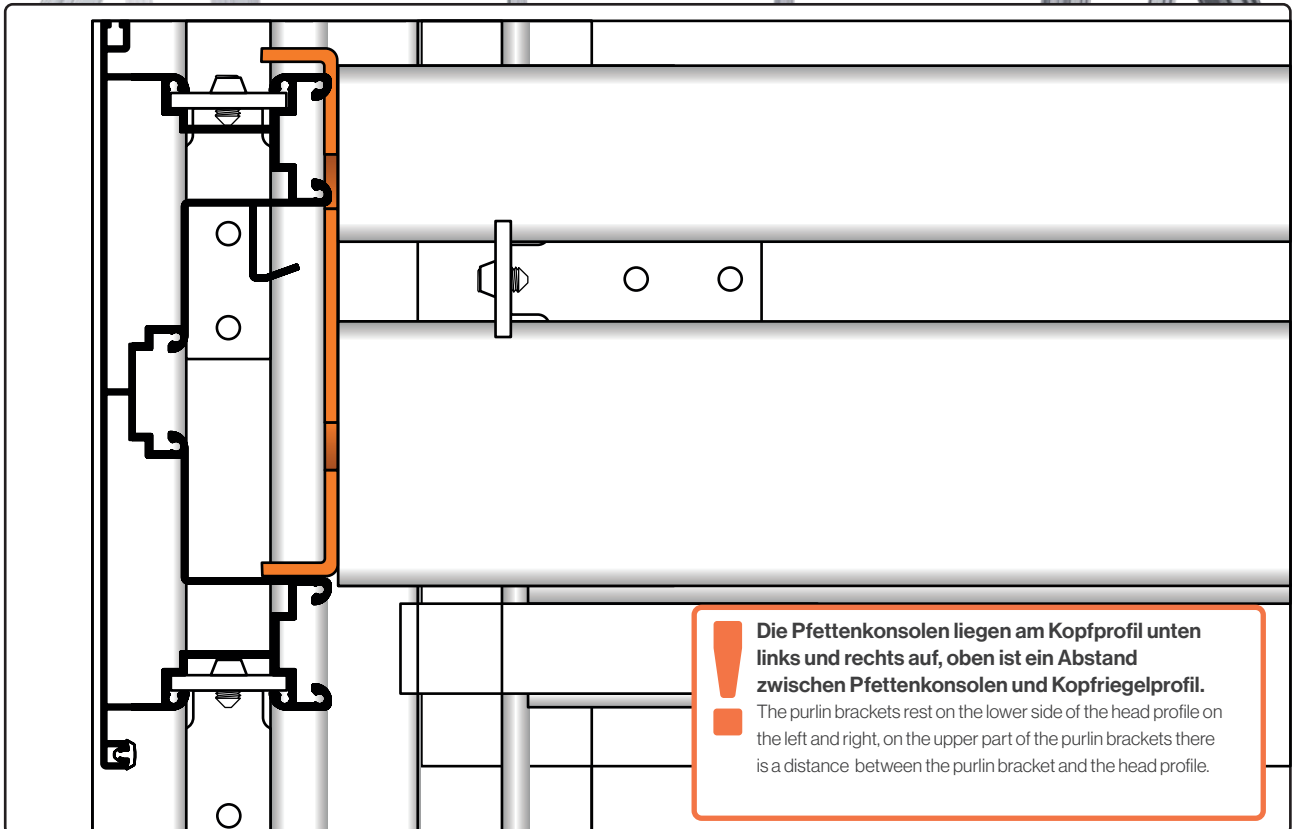 Die Pfettenkonsolen liegen am Kopfprofil unten
links und rechts auf, oben ist ein Abstand
zwischen Pfettenkonsolen und Kopfriegelprofil.
The purlin brackets rest on the lower side of the head profile on
the left and right, on the upper part of the purlin brackets there
is a distance between the purlin bracket and the head profile.